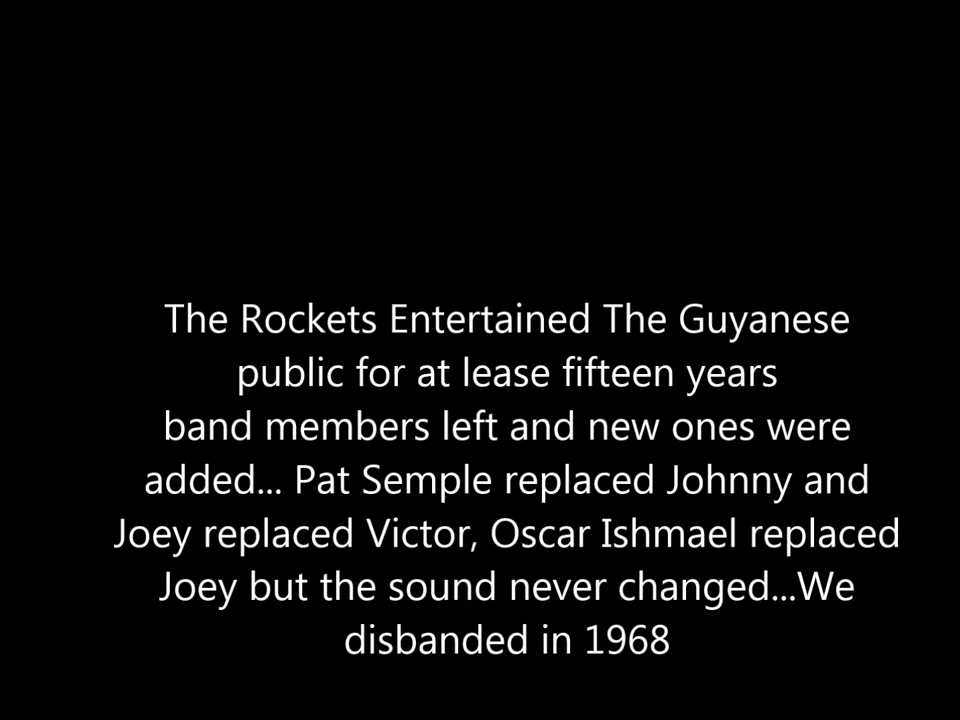 The Rockets Entertained The Guyanese
public for at lease fifteen years
band members left and new ones were
added... Pat Semple replaced Johnny and
Joey replaced Victor, Oscar Ishmael replaced
Joey but the sound never changed...We
disbanded in 1968